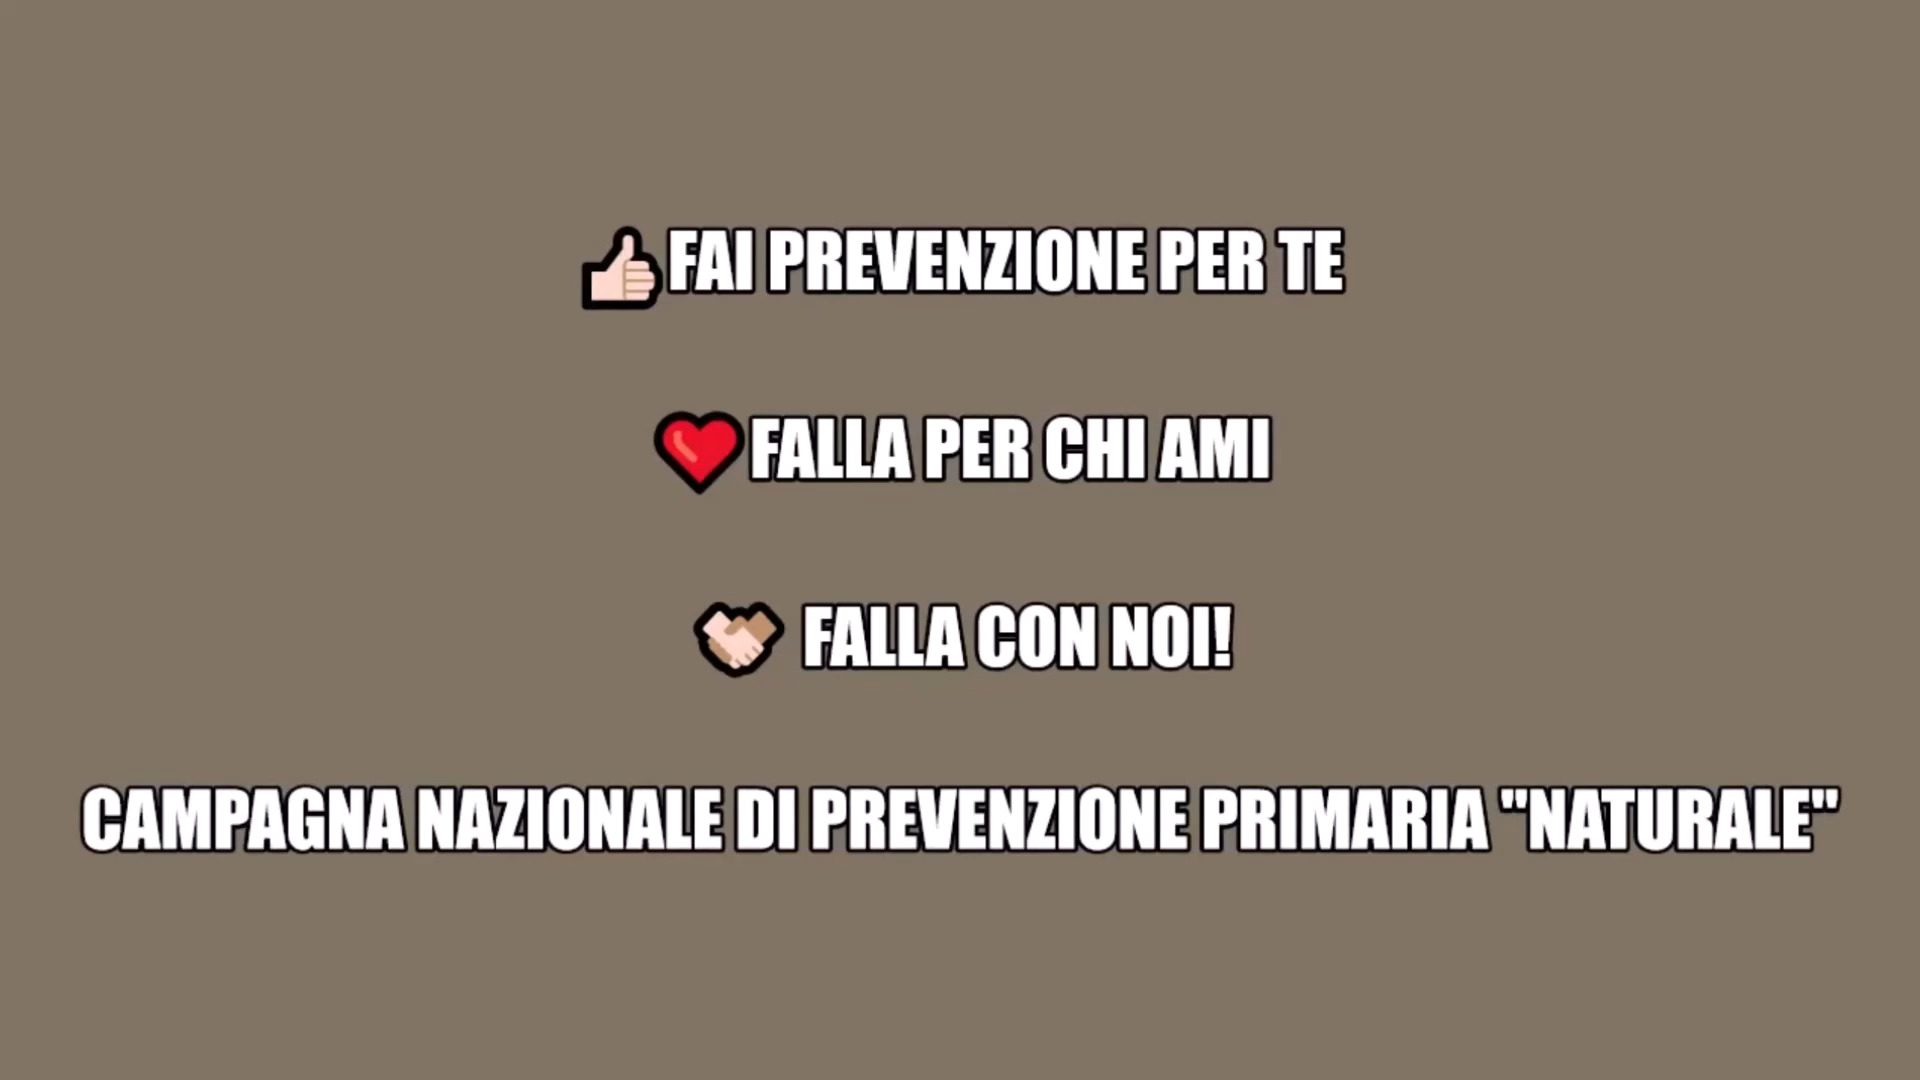 👍🏻FAI PREVENZIONE PER TE
❤️FALLA PER CHI AMI
🤝 FALLA CON NOI!
CAMPAGNA NAZIONALE DI PREVENZIONE PRIMARIA "NATURALE"